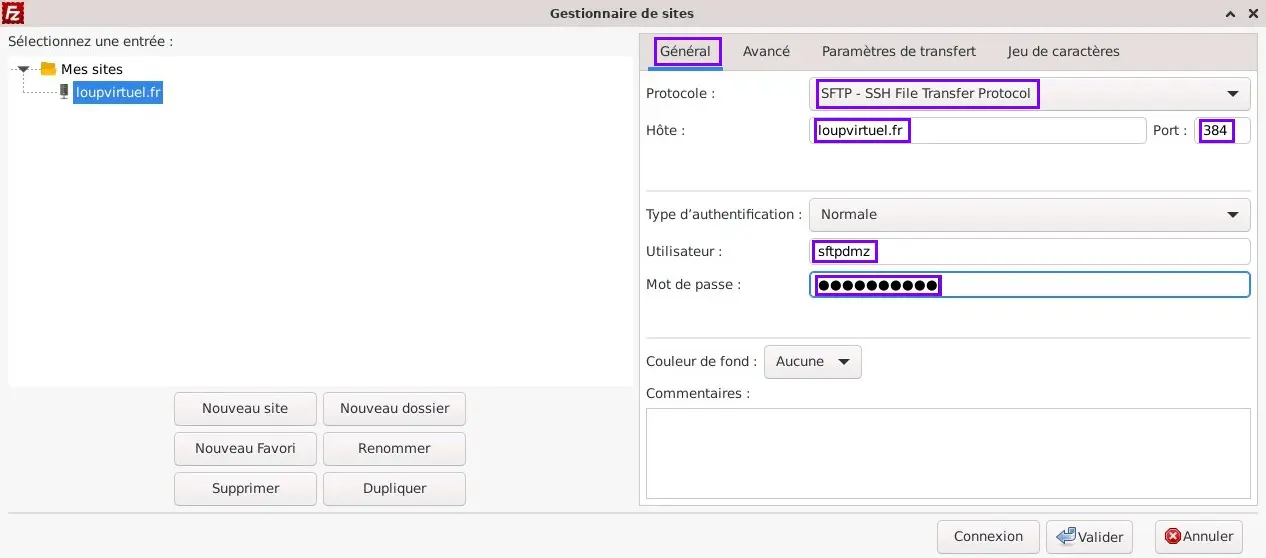 Gestionnaire de sites
Sélectionnez une entrée :
Mes sites
loupvirtuel.fr
Nouveau site
Nouveau dossier
Nouveau Favori
Renommer
Supprimer
Dupliquer
Général Avancé Paramètres de transfert Jeu de caractères
Protocole : SFTP - SSH File Transfer Protocol
Hôte : loupvirtuel.fr Port : 384
Type d’authentification : Normale
Utilisateur : sftpdmz
Mot de passe : ●●●●●●●●●●
Couleur de fond : Aucune
Commentaires :
Connexion Valider Annuler